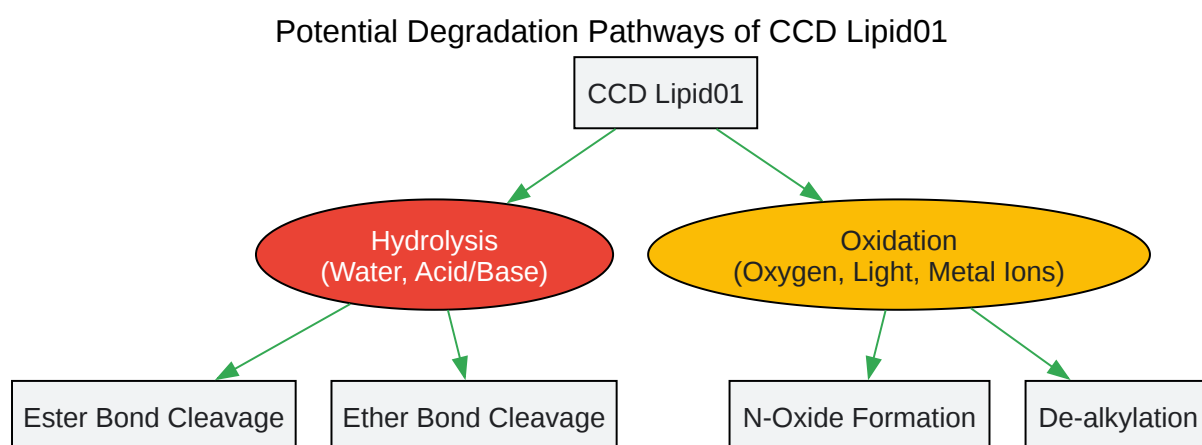 Potential Degradation Pathways of CCD Lipid01
CCD Lipid01
Hydrolysis
(Water, Acid/Base)
Oxidation
(Oxygen, Light, Metal Ions)
Ester Bond Cleavage
Ether Bond Cleavage
N-Oxide Formation
De-alkylation